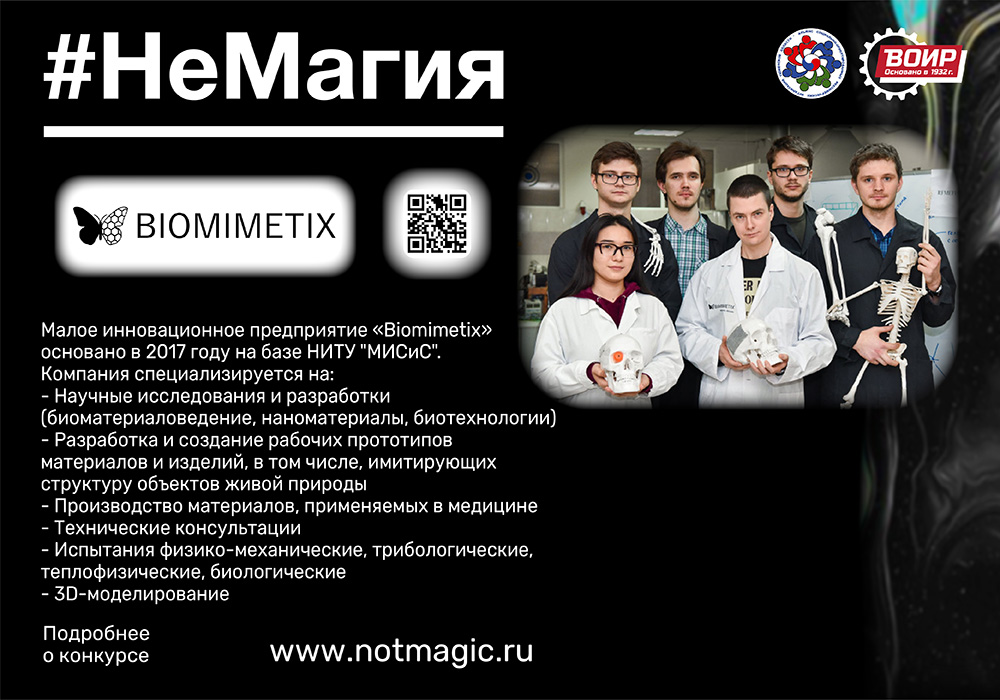 #НеМагия
ВОИР
Основано в 1932 г.
BIOMIMETIX
BIOMIMETIX
Малое инновационное предприятие «Biomimetix»
основано в 2017 году на базе НИТУ "МИСиС".
Компания специализируется на:
- Научные исследования и разработки
(биоматериаловедение, наноматериалы, биотехнологии)
- Разработка и создание рабочих прототипов
материалов и изделий, в том числе, имитирующих
структуру объектов живой природы
- Производство материалов, применяемых в медицине
- Технические консультации
- Испытания физико-механические, трибологические,
теплофизические, биологические
- 3D-моделирование
Подробнее
о конкурсе
www.notmagic.ru